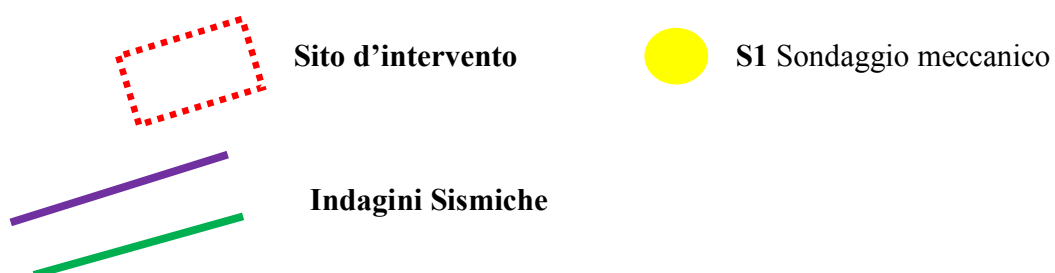 Sito d’intervento
S1 Sondaggio meccanico
Indagini Sismiche